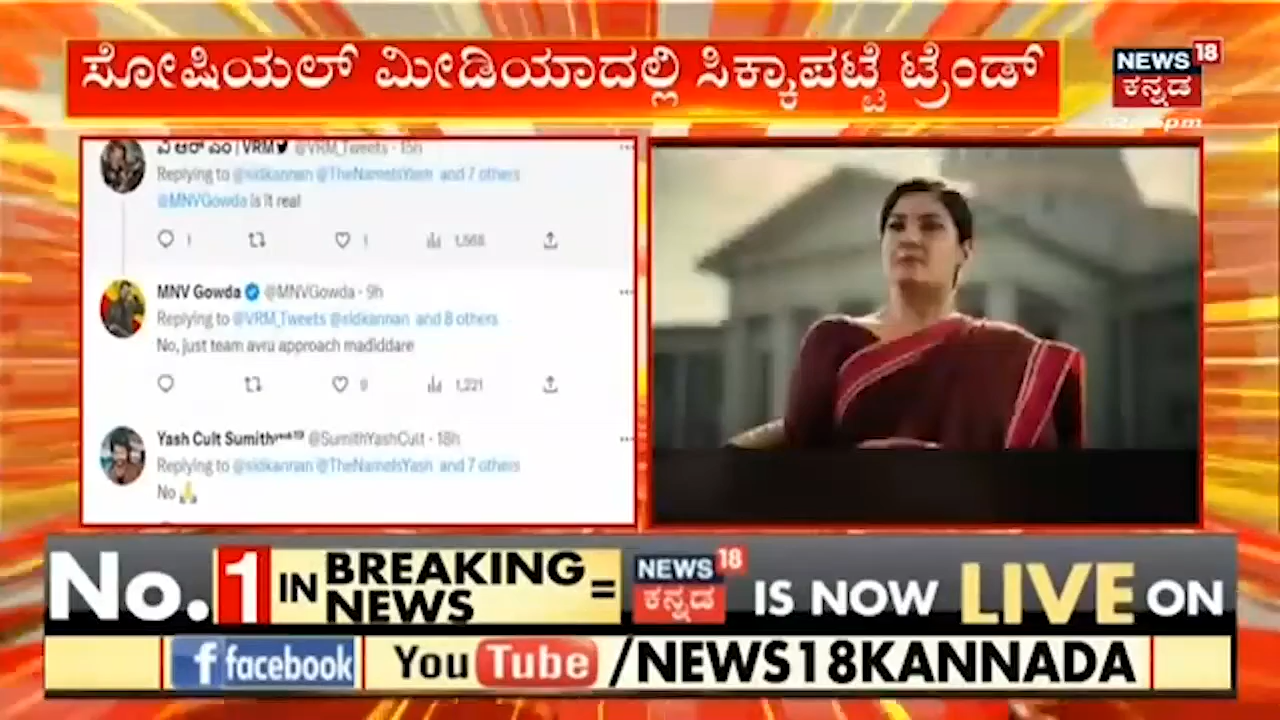 ಸೋಷಿಯಲ್ ಮೀಡಿಯಾದಲ್ಲಿ ಸಿಕ್ಕಾಪಟ್ಟೆ ಟ್ರೆಂಡ್
NEWS 18
ಕನ್ನಡ
ವಿ ಆರ್ ಎಂ | VRM @VRM_Tweets · 15h
Replying to @sidkannan @TheNameIsYash and 7 others
@MNVGowda is it real
1 1 1,568
MNV Gowda @MNVGowda · 9h
Replying to @VRM_Tweets @sidkannan and 8 others
No, just team avru approach madiddare
9 1,221
Yash Cult Sumith @SumithYashCult · 18h
Replying to @sidkannan @TheNameIsYash and 7 others
No 🙏
No. 1 IN BREAKING NEWS = NEWS 18 ಕನ್ನಡ IS NOW LIVE ON
facebook YouTube /NEWS18KANNADA